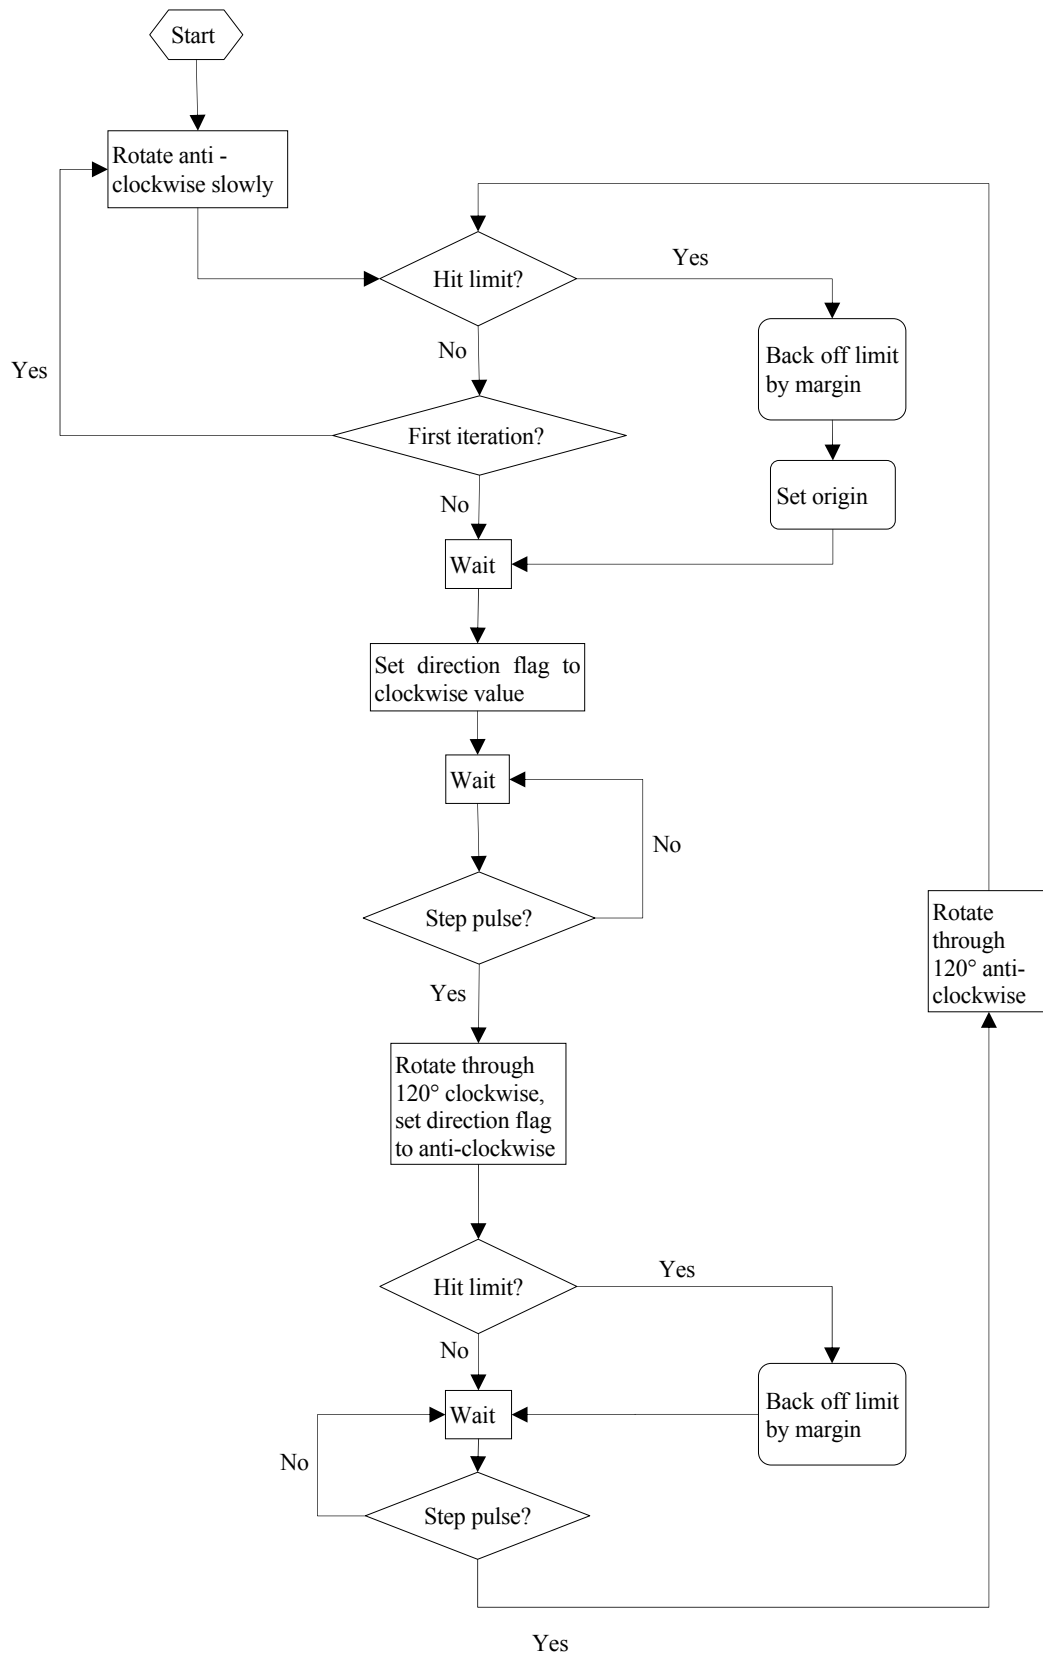 Start
Rotate anti -
clockwise slowly
Hit limit?
Yes
No
Back off limit
by margin
Yes
First iteration?
Set origin
No
Wait
Set direction flag to
clockwise value
Wait
No
Step pulse?
Rotate
through
120° anti-
clockwise
Yes
Rotate through
120° clockwise,
set direction flag
to anti-clockwise
Hit limit?
Yes
No
Wait
Back off limit
by margin
No
Step pulse?
Yes